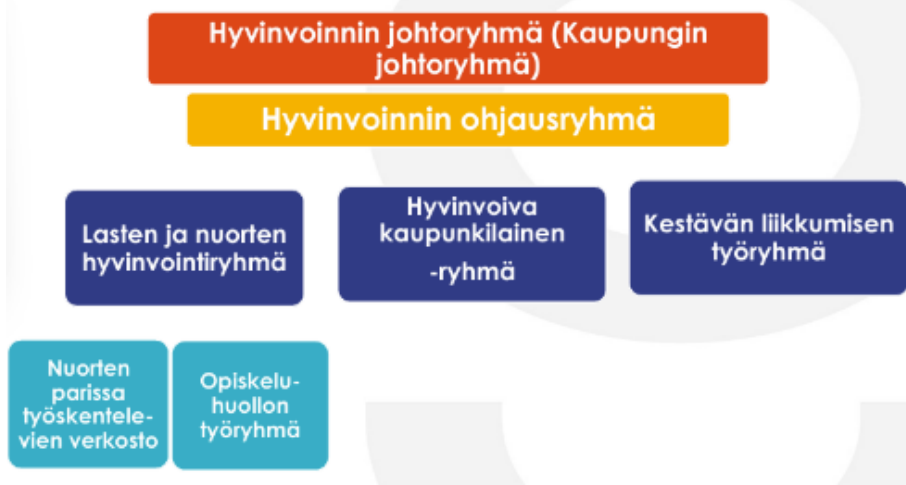 Hyvinvoinnin johtoryhmä (Kaupungin
johtoryhmä)
Hyvinvoinnin ohjausryhmä
Lasten ja nuorten
hyvinvointiryhmä
Hyvinvoiva
kaupunkilainen
-ryhmä
Kestävän liikkumisen
työryhmä
Nuorten
parissa
työskentele-
vien verkosto
Opiskelu-
huollon
työryhmä